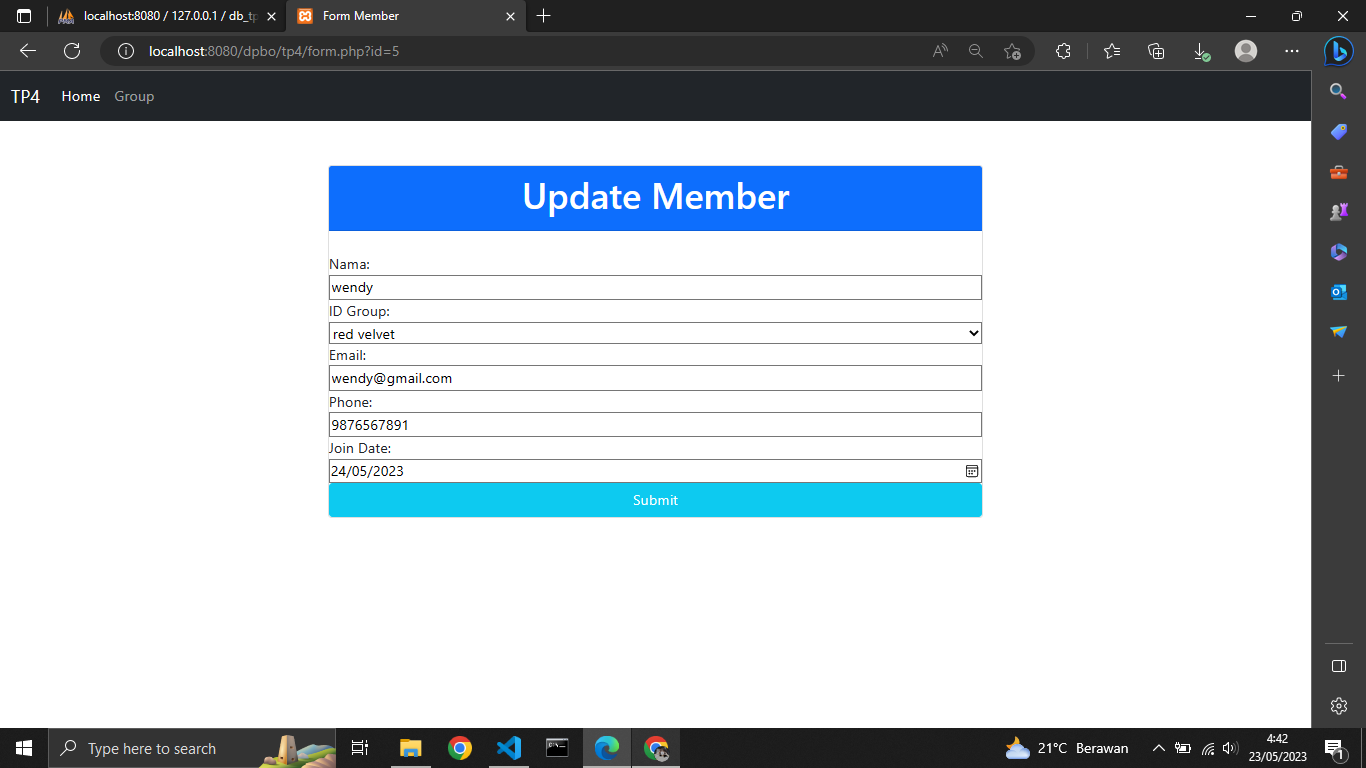 localhost:8080 / 127.0.0.1 / db_tp
Form Member
localhost:8080/dpbo/tp4/form.php?id=5
TP4 Home Group
Update Member
Nama:
wendy
ID Group:
red velvet
Email:
wendy@gmail.com
Phone:
9876567891
Join Date:
24/05/2023
Submit
Type here to search
21°C Berawan
4:42
23/05/2023
1